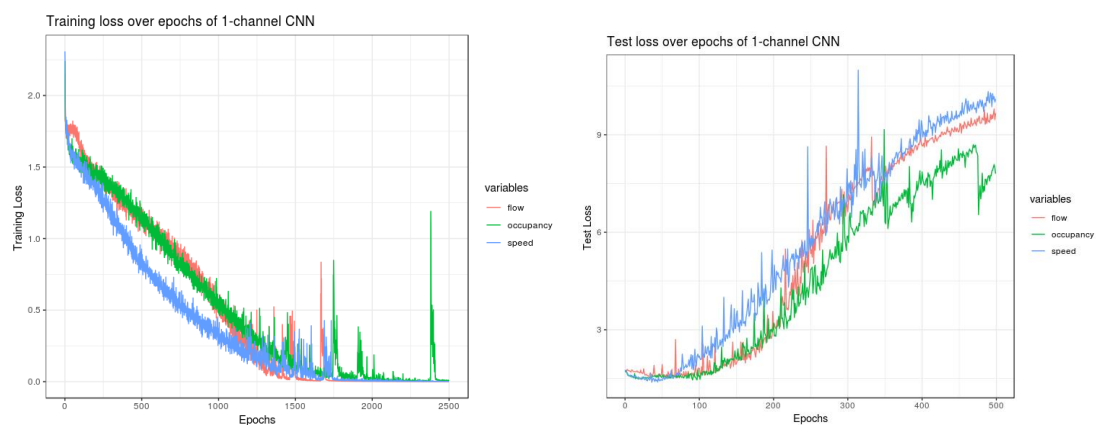 Training loss over epochs of 1-channel CNN
Training Loss
2.0
1.5
1.0
0.5
0.0
0
500
1000
1500
2000
2500
Epochs
variables
flow
occupancy
speed
Test loss over epochs of 1-channel CNN
Test Loss
9
6
3
0
100
200
300
400
500
Epochs
variables
flow
occupancy
speed